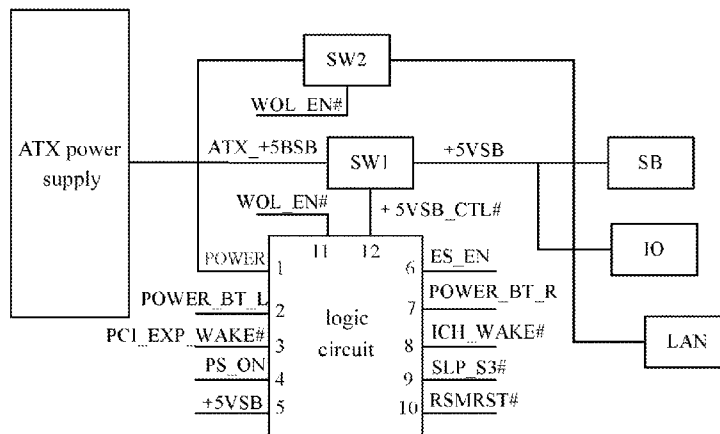 SW2
WOL_EN#
ATX power
supply
ATX_+5BSB
SW1
+5VSB
SB
WOL_EN#
+5VSB_CTL#
11
12
POWER
1
6
ES_EN
IO
POWER_BT_L
2
7
POWER_BT_R
logic
circuit
PCI_EXP_WAKE#
3
8
ICH_WAKE#
LAN
PS_ON
4
9
SLP_S3#
+5VSB
5
10
RSMRST#